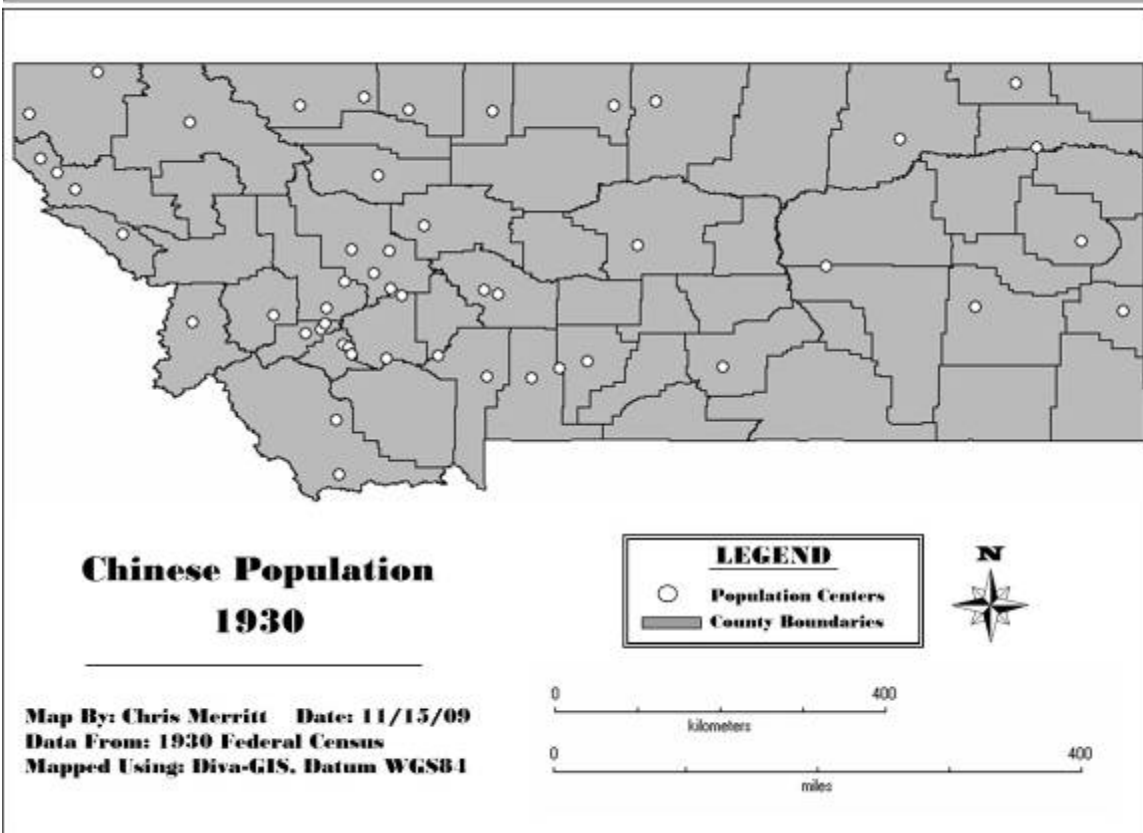 Chinese Population
1930
Map By: Chris Merritt Date: 11/15/09
Data From: 1930 Federal Census
Mapped Using: Diva-GIS, Datum WGS84
LEGEND
Population Centers
County Boundaries
N
0 400
kilometers
0 400
miles